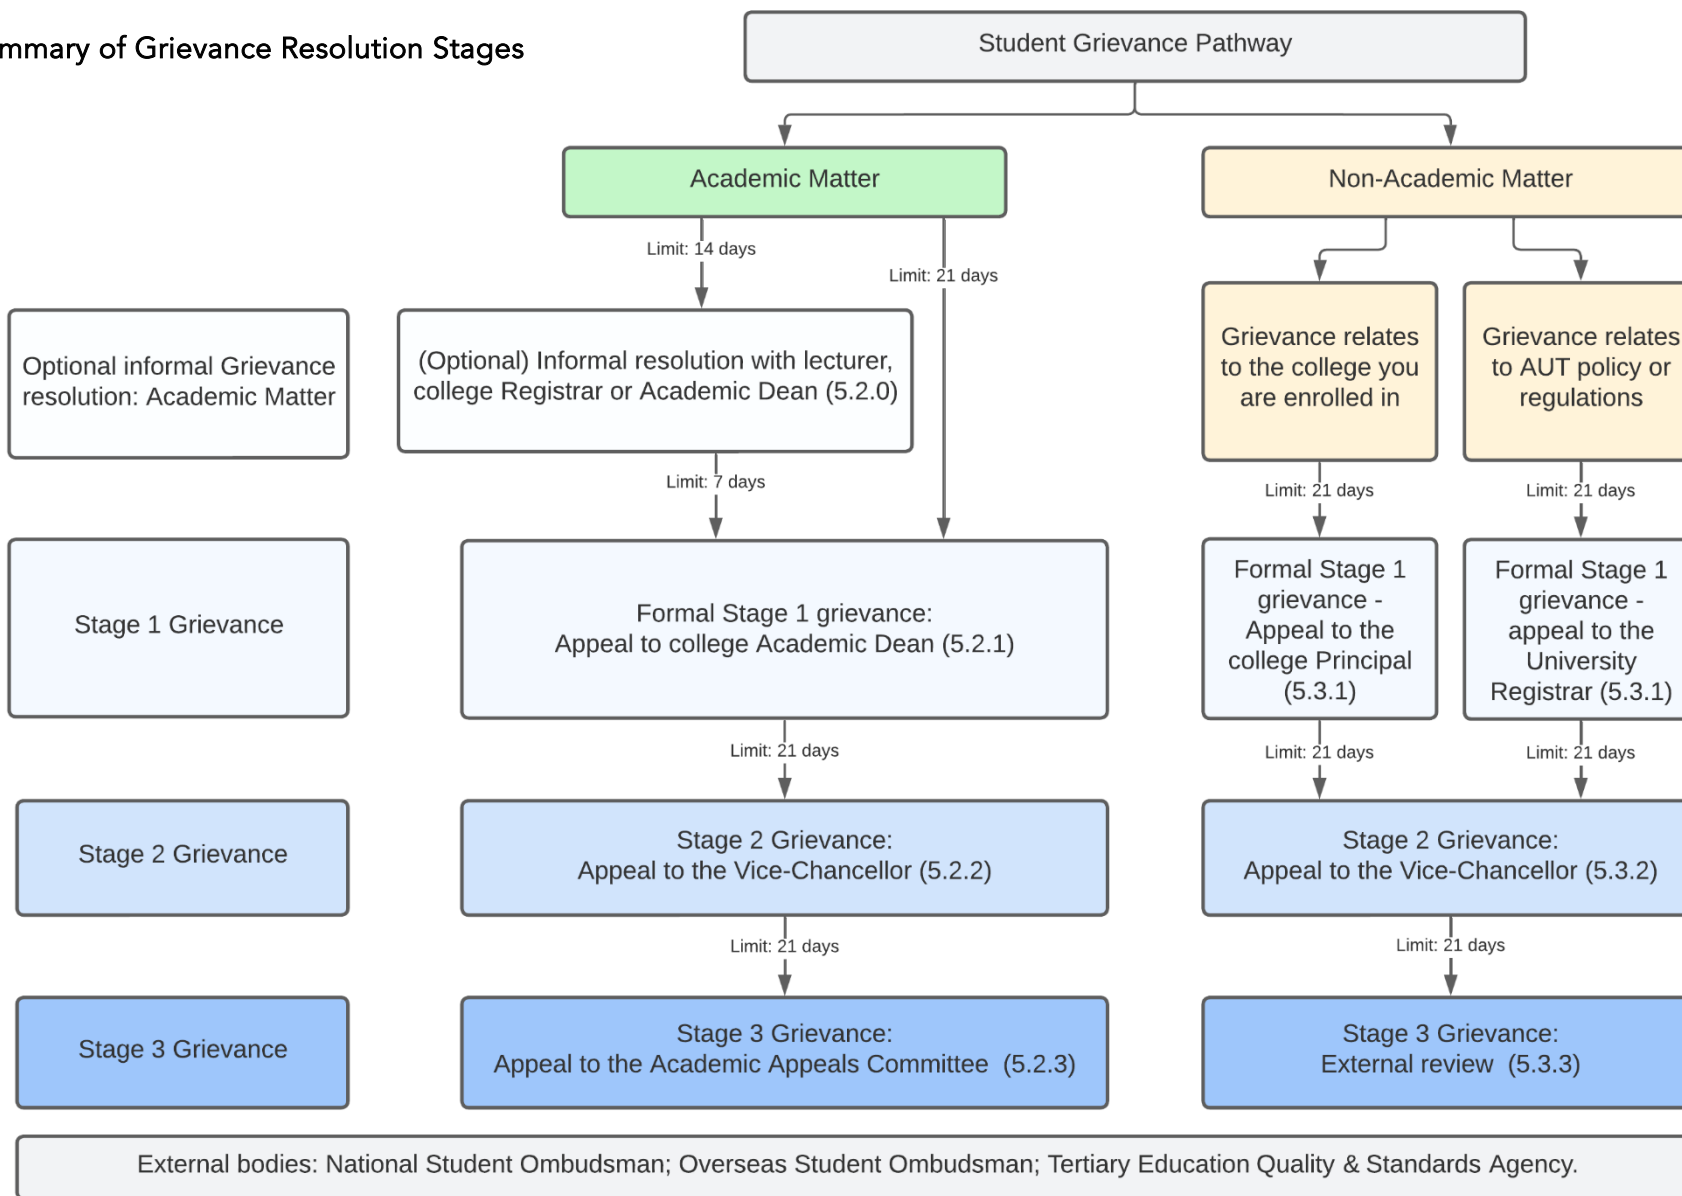 mmary of Grievance Resolution Stages
Student Grievance Pathway
Academic Matter
Non-Academic Matter
Limit: 14 days
Limit: 21 days
Optional informal Grievance
resolution: Academic Matter
(Optional) Informal resolution with lecturer,
college Registrar or Academic Dean (5.2.0)
Grievance relates
to the college you
are enrolled in
Grievance relates
to AUT policy or
regulations
Limit: 7 days
Limit: 21 days
Limit: 21 days
Stage 1 Grievance
Formal Stage 1 grievance:
Appeal to college Academic Dean (5.2.1)
Formal Stage 1
grievance -
Appeal to the
college Principal
(5.3.1)
Formal Stage 1
grievance -
appeal to the
University
Registrar (5.3.1)
Limit: 21 days
Limit: 21 days
Limit: 21 days
Stage 2 Grievance
Stage 2 Grievance:
Appeal to the Vice-Chancellor (5.2.2)
Stage 2 Grievance:
Appeal to the Vice-Chancellor (5.3.2)
Limit: 21 days
Limit: 21 days
Stage 3 Grievance
Stage 3 Grievance:
Appeal to the Academic Appeals Committee  (5.2.3)
Stage 3 Grievance:
External review  (5.3.3)
External bodies: National Student Ombudsman; Overseas Student Ombudsman; Tertiary Education Quality & Standards Agency.